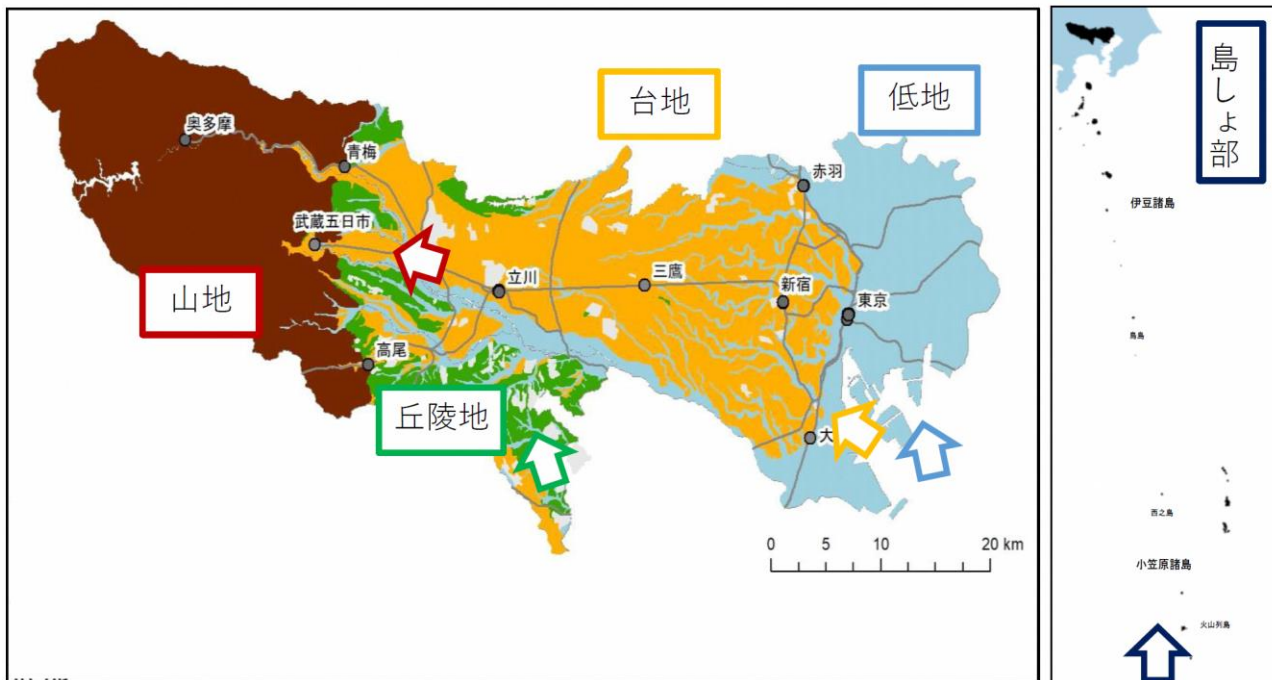 台地
低地
奥多摩
青梅
赤羽
武蔵五日市
山地
立川
三鷹
新宿
東京
高尾
丘陵地
大
0 5 10 20 km
島しょ部
伊豆諸島
鳥島
西之島
小笠原諸島
火山列島